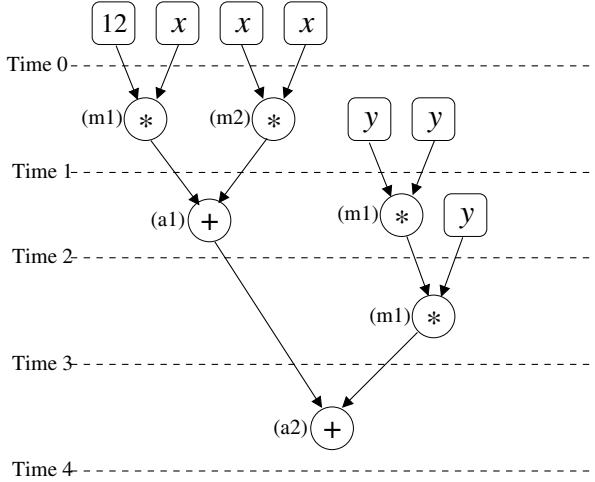 12 x x x
Time 0
(m1) * (m2) * y y
Time 1
(a1) + (m1) * y
Time 2
(m1) *
Time 3
(a2) +
Time 4